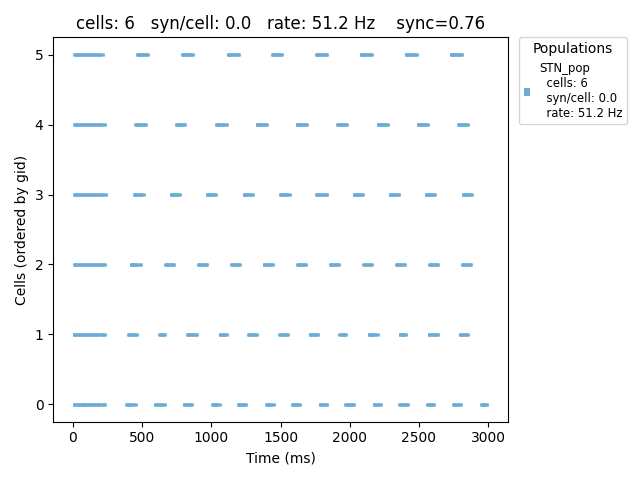 cells: 6   syn/cell: 0.0   rate: 51.2 Hz    sync=0.76
Populations
STN_pop
cells: 6
syn/cell: 0.0
rate: 51.2 Hz
Cells (ordered by gid)
5
4
3
2
1
0
0 500 1000 1500 2000 2500 3000
Time (ms)